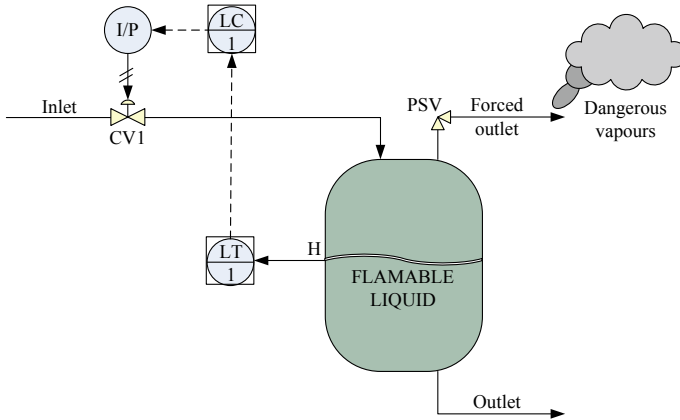 I/P
LC
1
Inlet
CV1
PSV
Forced
outlet
Dangerous
vapours
LT
1
H
FLAMABLE
LIQUID
Outlet